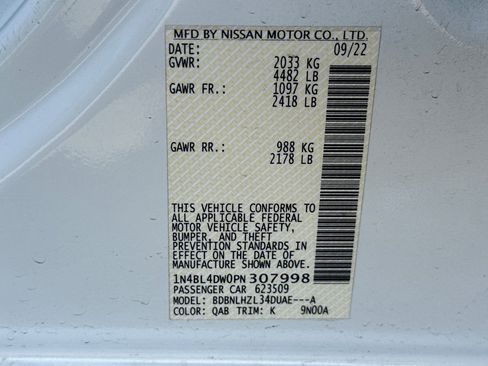 MFD BY NISSAN MOTOR CO., LTD.
DATE: 09/22
GVWR: 2033 KG
4482 LB
GAWR FR.: 1097 KG
2418 LB
GAWR RR.: 988 KG
2178 LB
THIS VEHICLE CONFORMS TO
ALL APPLICABLE FEDERAL
MOTOR VEHICLE SAFETY,
BUMPER, AND THEFT
PREVENTION STANDARDS IN
EFFECT ON THE DATE OF
MANUFACTURE SHOWN ABOVE.
1N4BL4DW0PN307998
PASSENGER CAR 623509
MODEL: BDBNLHZL34DUAE---A
COLOR: QAB TRIM: K 9N00A